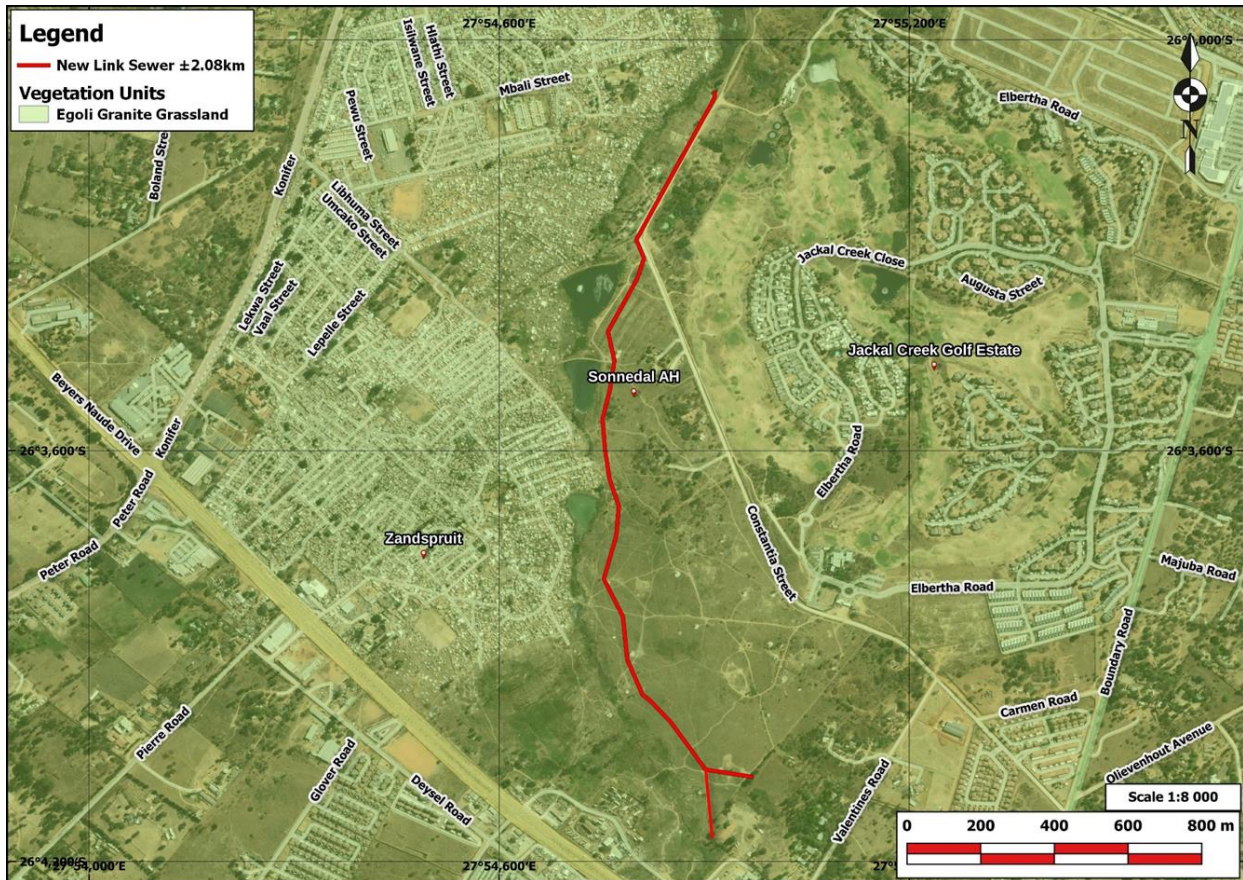 Legend
New Link Sewer ±2.08km
Vegetation Units
Egoli Granite Grassland
27°54,600'E
27°55,200'E
N
Isilwane Street
Hlathi Street
Mbali Street
Pewu Street
Konifer
Libhuma Street
Umcako Street
Lekwa Street
Vaal Street
Lepelle Street
Elbertha Road
Jackal Creek Close
Augusta Street
Jackal Creek Golf Estate
Sonnedal AH
Beyers Naude Drive
Konifer
Peter Road
26°3,600'S
26°3,600'S
Elbertha Road
Peter Road
Zandspruit
Constantia Street
Elbertha Road
Majuba Road
Boundary Road
Carmen Road
Pierre Road
Glover Road
Deysel Road
Valentines Road
Olievenhout Avenue
Scale 1:8 000
0 200 400 600 800 m
27°54,000'E
27°54,600'E